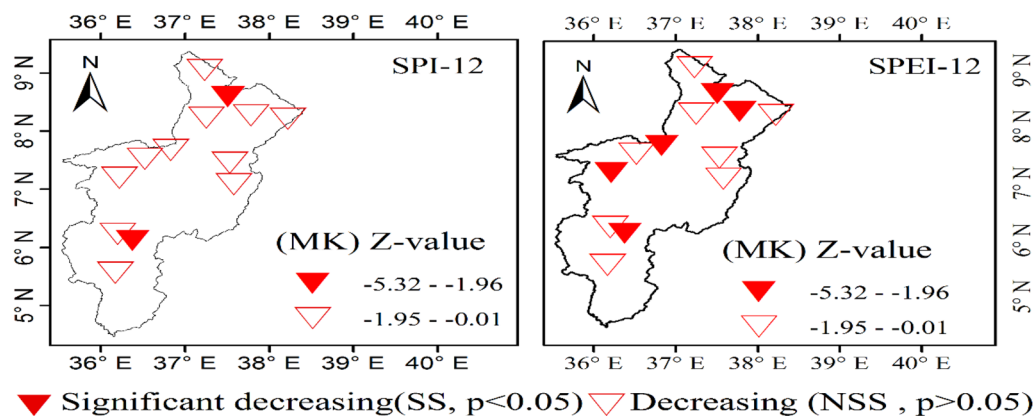 36° E 37° E 38° E 39° E 40° E
36° E 37° E 38° E 39° E 40° E
SPI-12
SPEI-12
N
N
9°N
8°N
7°N
6°N
5°N
9°N
8°N
7°N
6°N
5°N
(MK) Z-value
-5.32 - -1.96
-1.95 - -0.01
(MK) Z-value
-5.32 - -1.96
-1.95 - -0.01
36° E 37° E 38° E 39° E 40° E
36° E 37° E 38° E 39° E 40° E
Significant decreasing(SS, p<0.05) Decreasing (NSS , p>0.05)